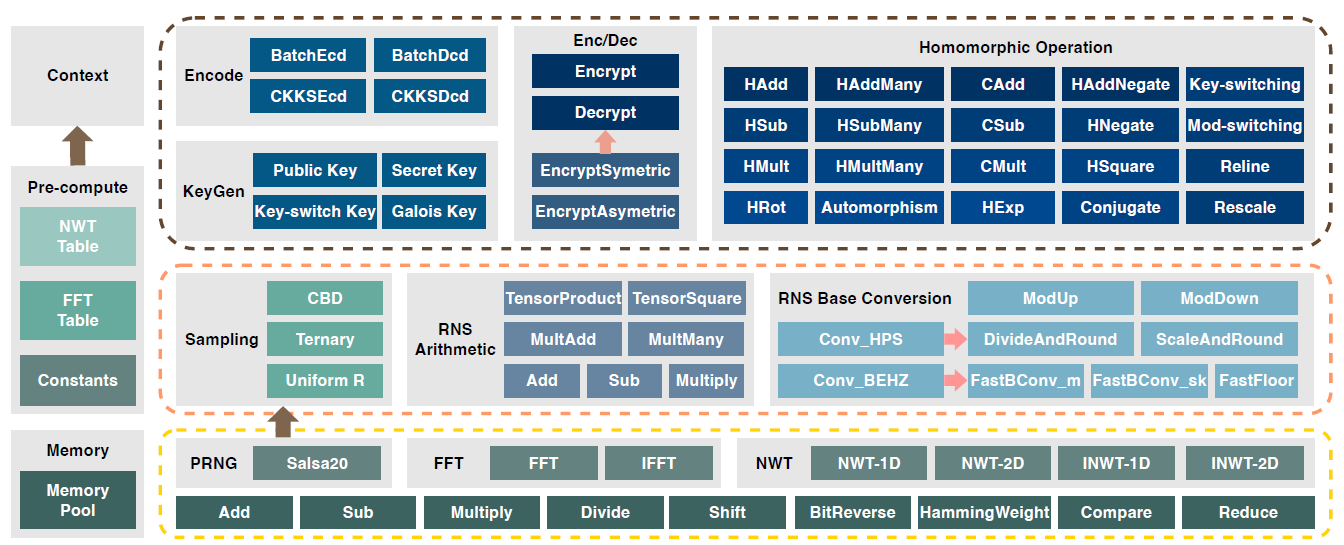 Context
Pre-compute
NWT
Table
FFT
Table
Constants
Memory
Memory
Pool
Encode
BatchEcd
BatchDcd
CKKSEcd
CKKSDcd
KeyGen
Public Key
Secret Key
Key-switch Key
Galois Key
Enc/Dec
Encrypt
Decrypt
EncryptSymetric
EncryptAsymetric
Homomorphic Operation
HAdd
HAddMany
CAdd
HAddNegate
Key-switching
HSub
HSubMany
CSub
HNegate
Mod-switching
HMult
HMultMany
CMult
HSquare
Reline
HRot
Automorphism
HExp
Conjugate
Rescale
Sampling
CBD
Ternary
Uniform R
RNS
Arithmetic
TensorProduct
TensorSquare
MultAdd
MultMany
Add
Sub
Multiply
RNS Base Conversion
ModUp
ModDown
Conv_HPS
DivideAndRound
ScaleAndRound
Conv_BEHZ
FastBConv_m
FastBConv_sk
FastFloor
PRNG
Salsa20
FFT
FFT
IFFT
NWT
NWT-1D
NWT-2D
INWT-1D
INWT-2D
Add
Sub
Multiply
Divide
Shift
BitReverse
HammingWeight
Compare
Reduce